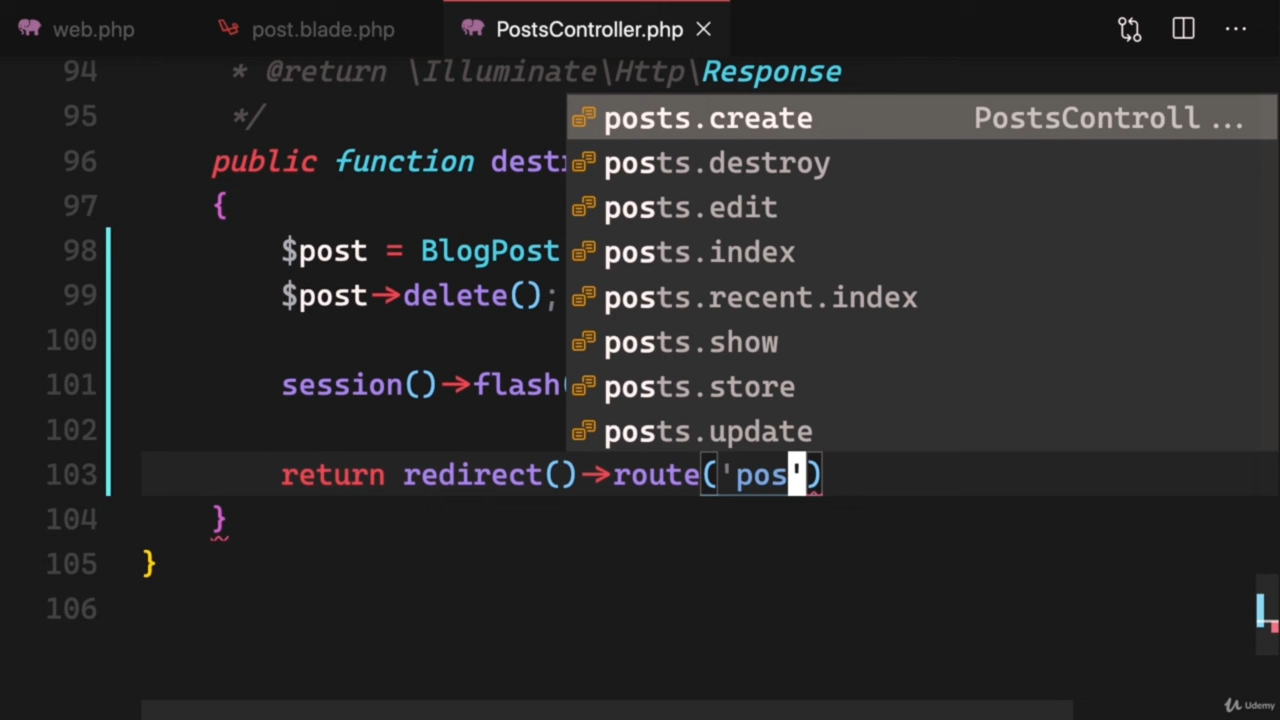 web.php post.blade.php PostsController.php
94 * @return \Illuminate\Http\Response
95 */
posts.create PostsControll ...
96 public function dest
posts.destroy
97 {
posts.edit
98 $post = BlogPost
posts.index
99 $post->delete();
posts.recent.index
100
posts.show
101 session()->flash(
posts.store
102
posts.update
103 return redirect()->route('pos')
104 }
105 }
106
Udemy